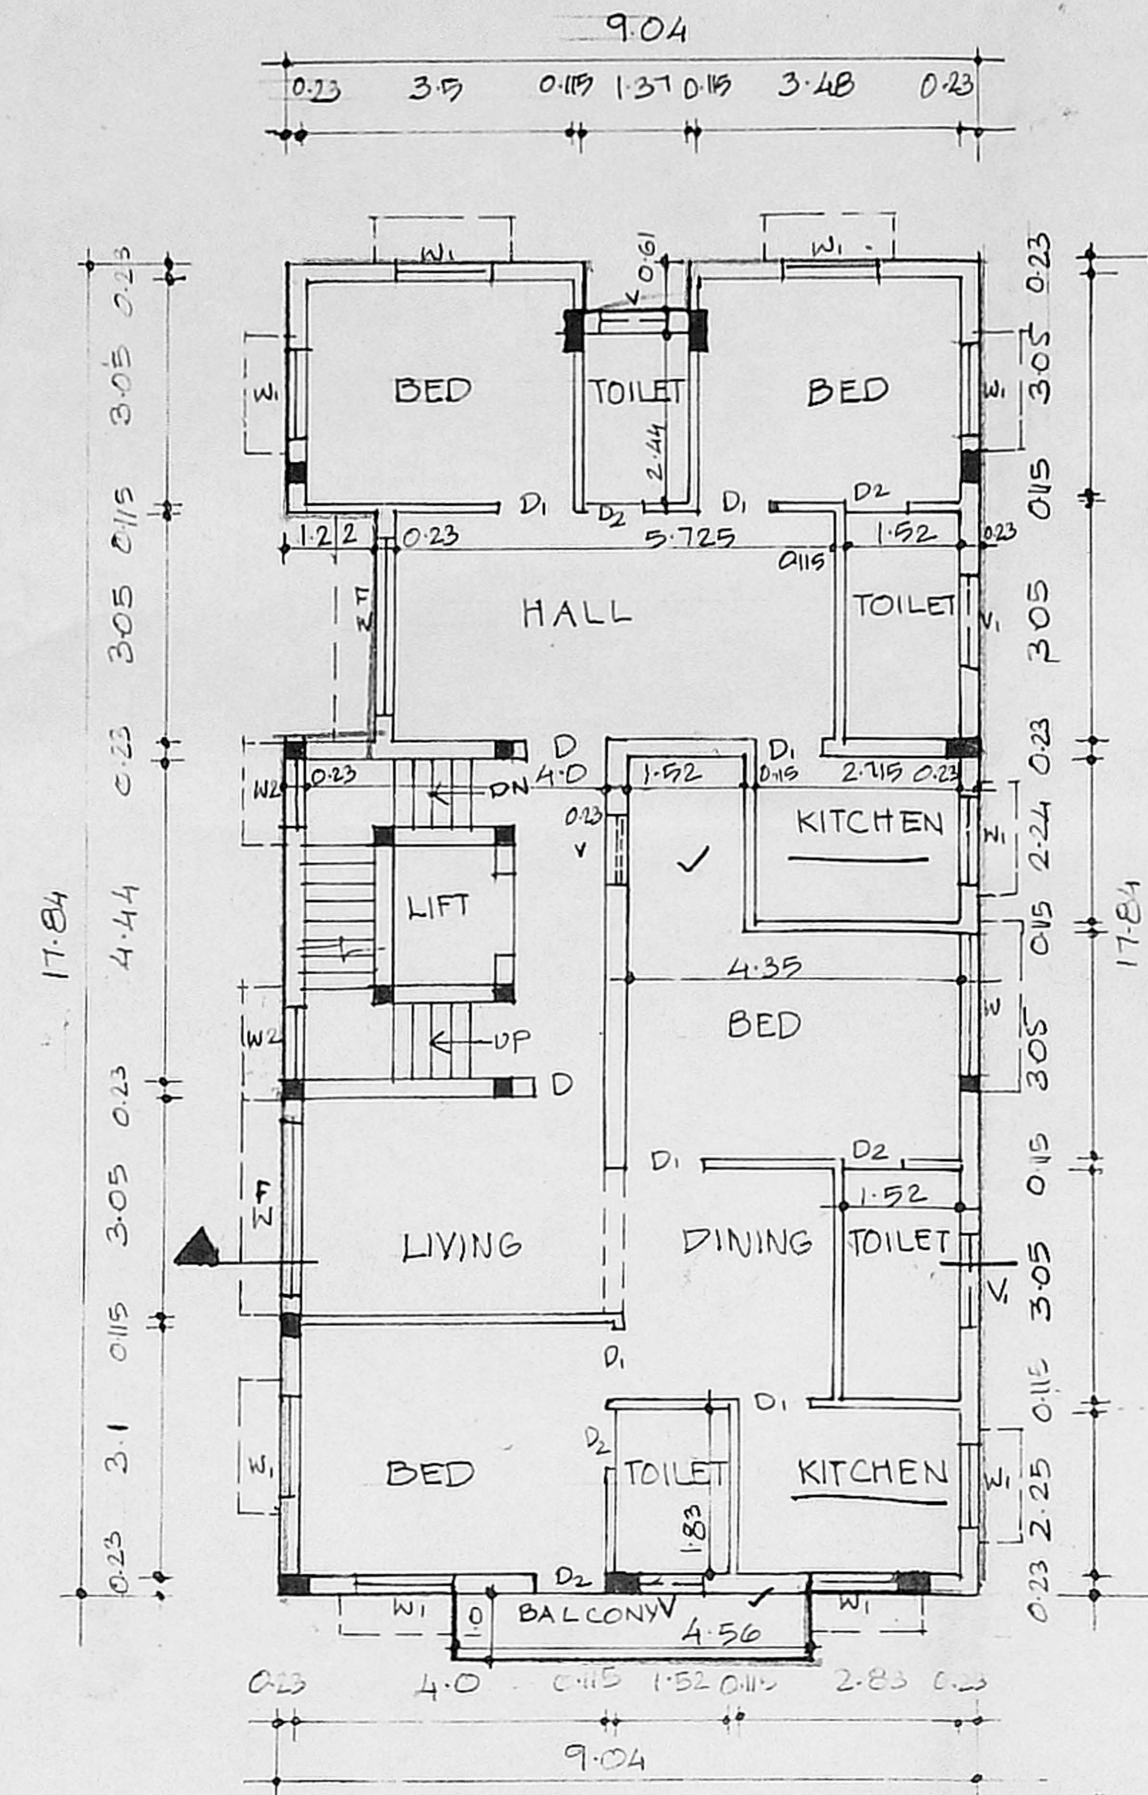 9.04
0.23 3.5 0.115 1.37 0.115 3.48 0.23
W1 W1
0.61
V
0.23
0.23
W1 BED TOILET BED W1
3.05
3.05
2.44
0.115
0.115
D1 D2 D1 D2
1.22 0.23 5.725 0.115 1.52 0.23
HALL TOILET V1
3.05
3.05
D D1
0.23
0.23
W2 0.23 DN 4.0 1.52 0.115 2.715 0.23
0.23 V KITCHEN W1
2.24
LIFT
17.84
4.44
0.115
17.84
4.35
BED W
3.05
W2 UP
0.23
D
D1 D2
0.115
1.52
LIVING DINING TOILET
3.05
3.05
V1
0.115
D1
D1
0.115
D2
3.1
W1 BED TOILET KITCHEN W1
2.25
1.83
0.23
0.23
D2
W1 BALCONY V W1
4.56
0.23 4.0 0.115 1.52 0.115 2.83 0.23
9.04